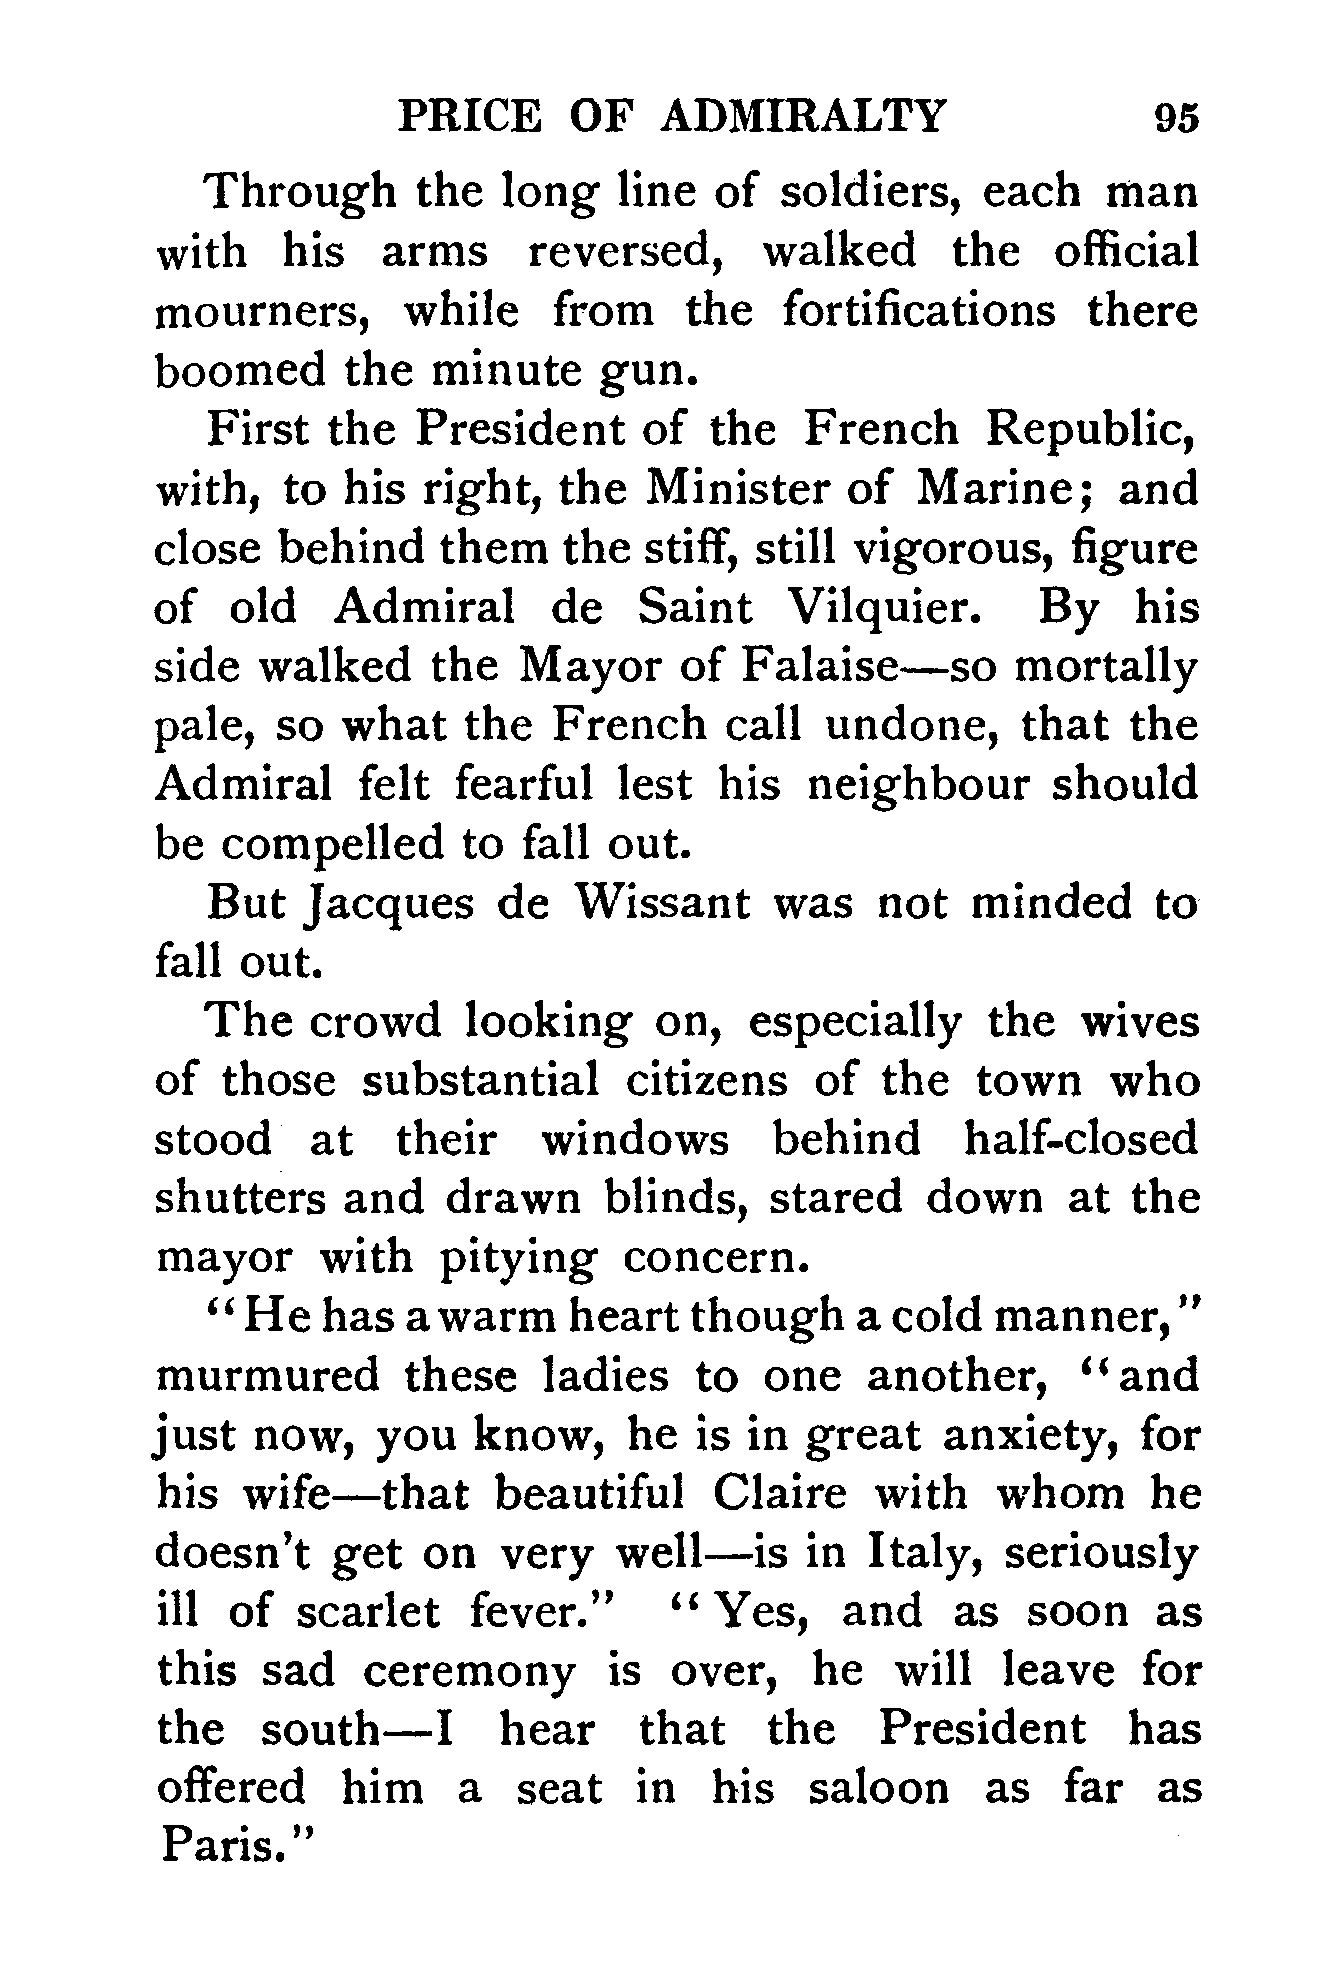 PRICE OF ADMIRALTY 95
Through the long line of soldiers, each man
with his arms reversed, walked the official
mourners, while from the fortifications there
boomed the minute gun.
First the President of the French Republic,
with, to his right, the Minister of Marine; and
close behind them the stiff, still vigorous, figure
of old Admiral de Saint Vilquier. By his
side walked the Mayor of Falaise—so mortally
pale, so what the French call undone, that the
Admiral felt fearful lest his neighbour should
be compelled to fall out.
But Jacques de Wissant was not minded to
fall out.
The crowd looking on, especially the wives
of those substantial citizens of the town who
stood at their windows behind half-closed
shutters and drawn blinds, stared down at the
mayor with pitying concern.
“He has a warm heart though a cold manner,”
murmured these ladies to one another, “and
just now, you know, he is in great anxiety, for
his wife—that beautiful Claire with whom he
doesn’t get on very well—is in Italy, seriously
ill of scarlet fever.” “Yes, and as soon as
this sad ceremony is over, he will leave for
the south—I hear that the President has
offered him a seat in his saloon as far as
Paris.”